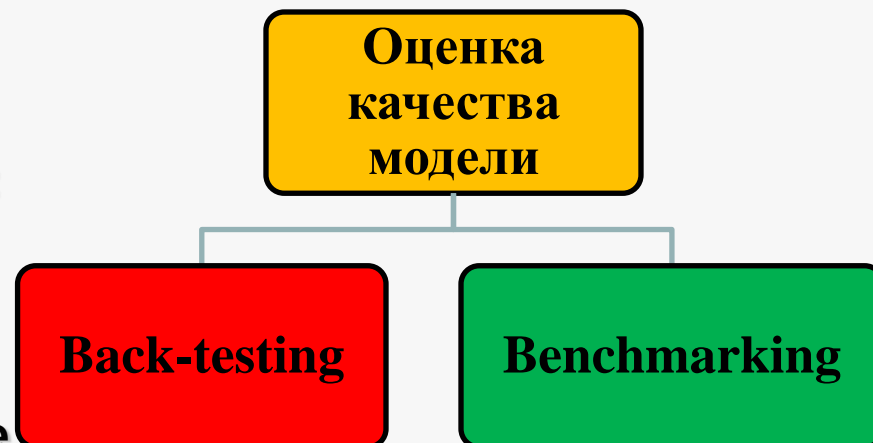 Оценка
качества
модели
Back-testing
Benchmarking